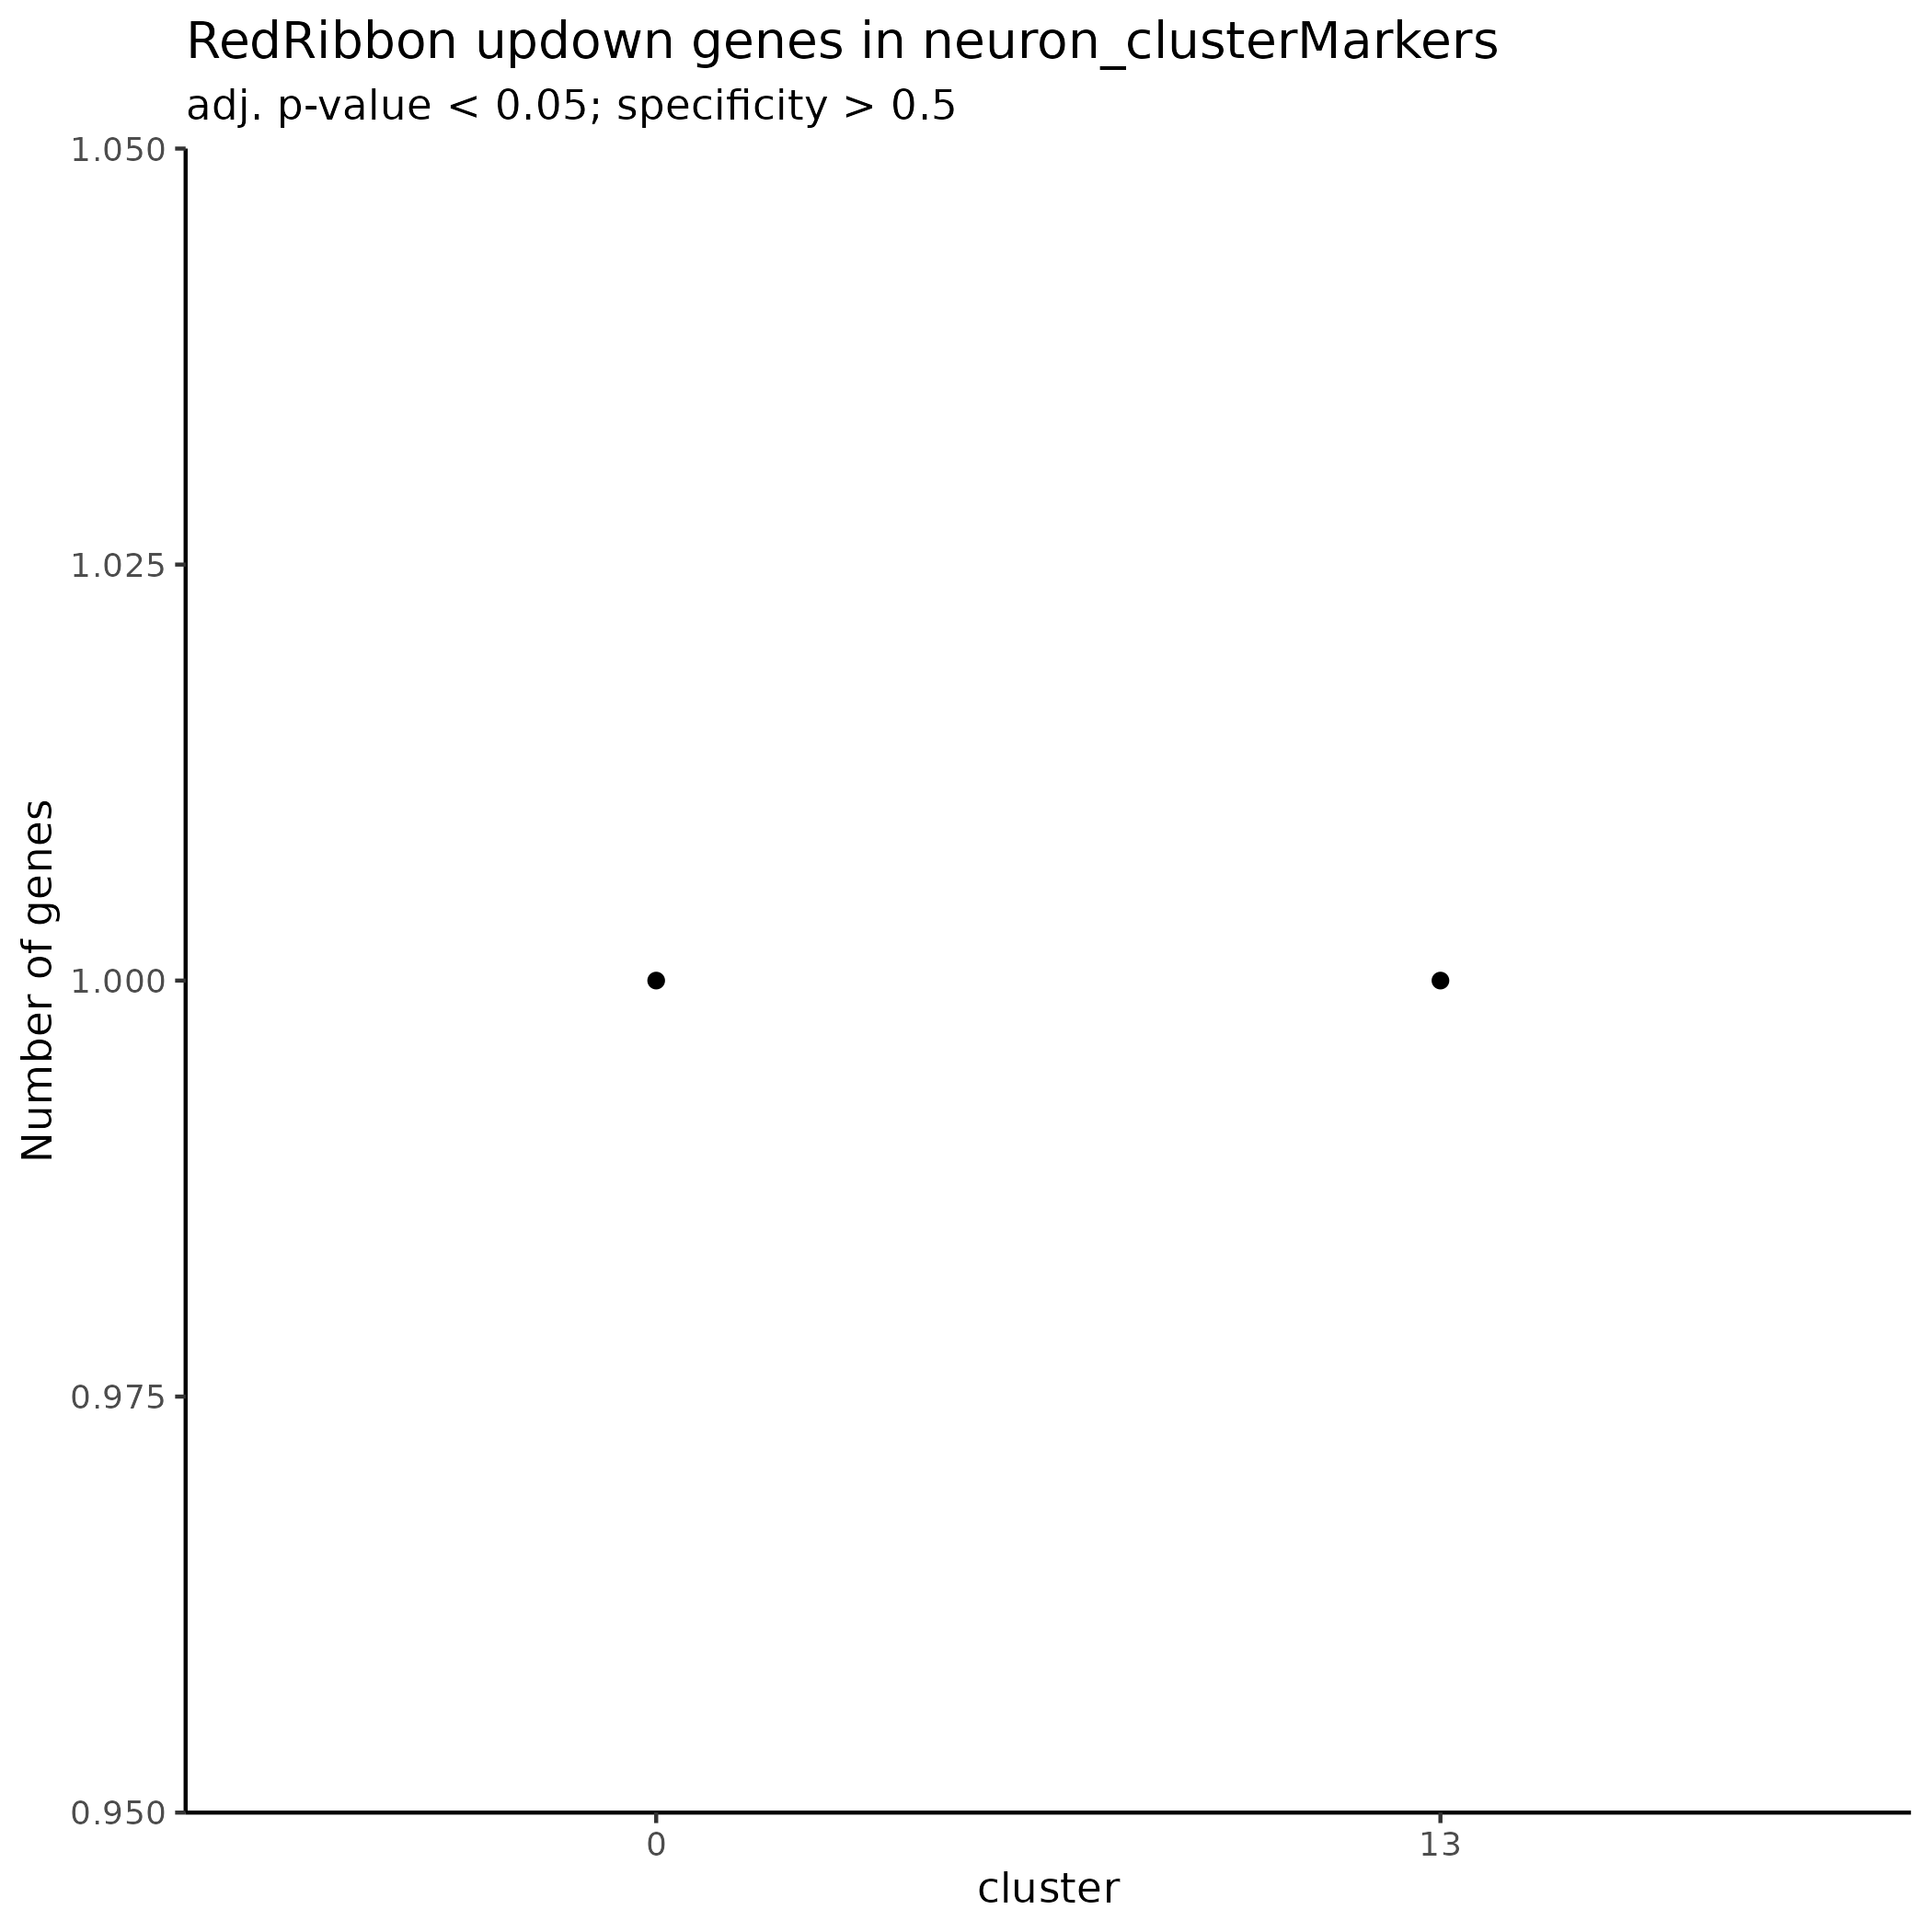 RedRibbon updown genes in neuron_clusterMarkers
adj. p-value < 0.05; specificity > 0.5
1.050
1.025
1.000
0.975
0.950
Number of genes
0
13
cluster